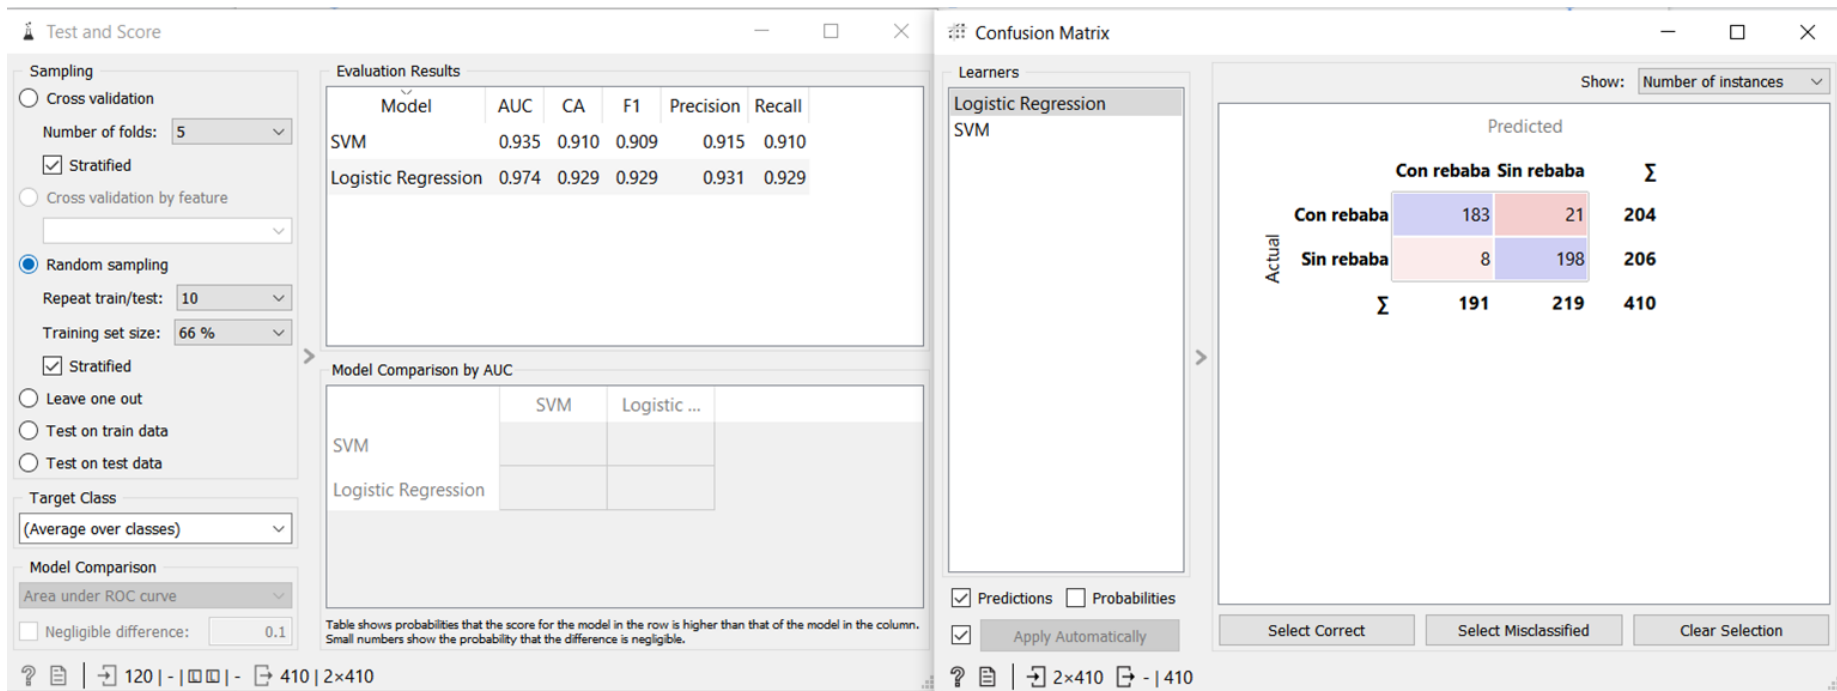 Test and Score
Sampling
Cross validation
Number of folds: 5
Stratified
Cross validation by feature
Random sampling
Repeat train/test: 10
Training set size: 66 %
Stratified
Leave one out
Test on train data
Test on test data
Target Class
(Average over classes)
Model Comparison
Area under ROC curve
Negligible difference: 0.1
Evaluation Results
Model AUC CA F1 Precision Recall
SVM 0.935 0.910 0.909 0.915 0.910
Logistic Regression 0.974 0.929 0.929 0.931 0.929
Model Comparison by AUC
SVM Logistic ...
SVM
Logistic Regression
Table shows probabilities that the score for the model in the row is higher than that of the model in the column.
Small numbers show the probability that the difference is negligible.
? 120 | - | | - 410 | 2×410
Confusion Matrix
Learners
Logistic Regression
SVM
Predictions Probabilities
Apply Automatically
Show: Number of instances
Predicted
Con rebaba Sin rebaba ∑
Actual
Con rebaba 183 21 204
Sin rebaba 8 198 206
∑ 191 219 410
Select Correct Select Misclassified Clear Selection
? 2×410 - | 410